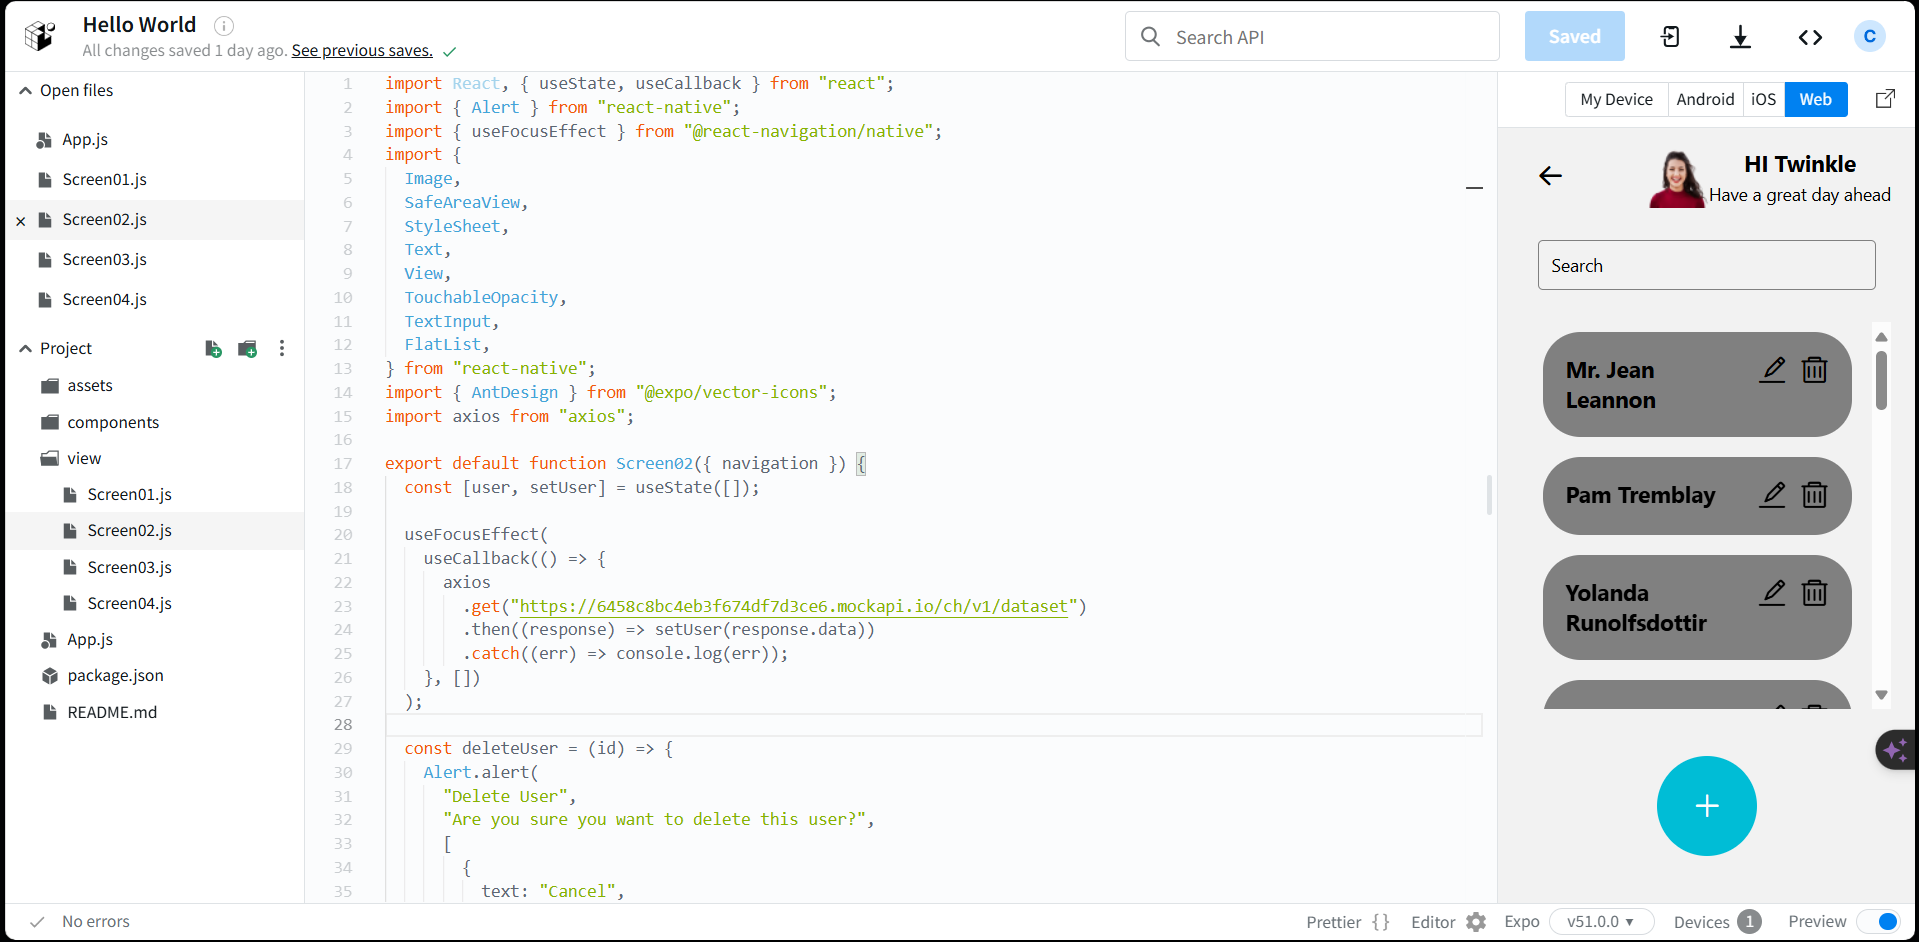 Hello World
All changes saved 1 day ago. See previous saves.
Search API
Saved
C
Open files
App.js
Screen01.js
Screen02.js
Screen03.js
Screen04.js
Project
assets
components
view
Screen01.js
Screen02.js
Screen03.js
Screen04.js
App.js
package.json
README.md
1 import React, { useState, useCallback } from "react";
2 import { Alert } from "react-native";
3 import { useFocusEffect } from "@react-navigation/native";
4 import {
5 Image,
6 SafeAreaView,
7 StyleSheet,
8 Text,
9 View,
10 TouchableOpacity,
11 TextInput,
12 FlatList,
13 } from "react-native";
14 import { AntDesign } from "@expo/vector-icons";
15 import axios from "axios";
16
17 export default function Screen02({ navigation }) {
18 const [user, setUser] = useState([]);
19
20 useFocusEffect(
21 useCallback(() => {
22 axios
23 .get("https://6458c8bc4eb3f674df7d3ce6.mockapi.io/ch/v1/dataset")
24 .then((response) => setUser(response.data))
25 .catch((err) => console.log(err));
26 }, [])
27 );
28
29 const deleteUser = (id) => {
30 Alert.alert(
31 "Delete User",
32 "Are you sure you want to delete this user?",
33 [
34 {
35 text: "Cancel",
My Device
Android
iOS
Web
HI Twinkle
Have a great day ahead
Search
Mr. Jean
Leannon
Pam Tremblay
Yolanda
Runolfsdottir
+
No errors
Prettier {}
Editor
Expo
v51.0.0
Devices 1
Preview